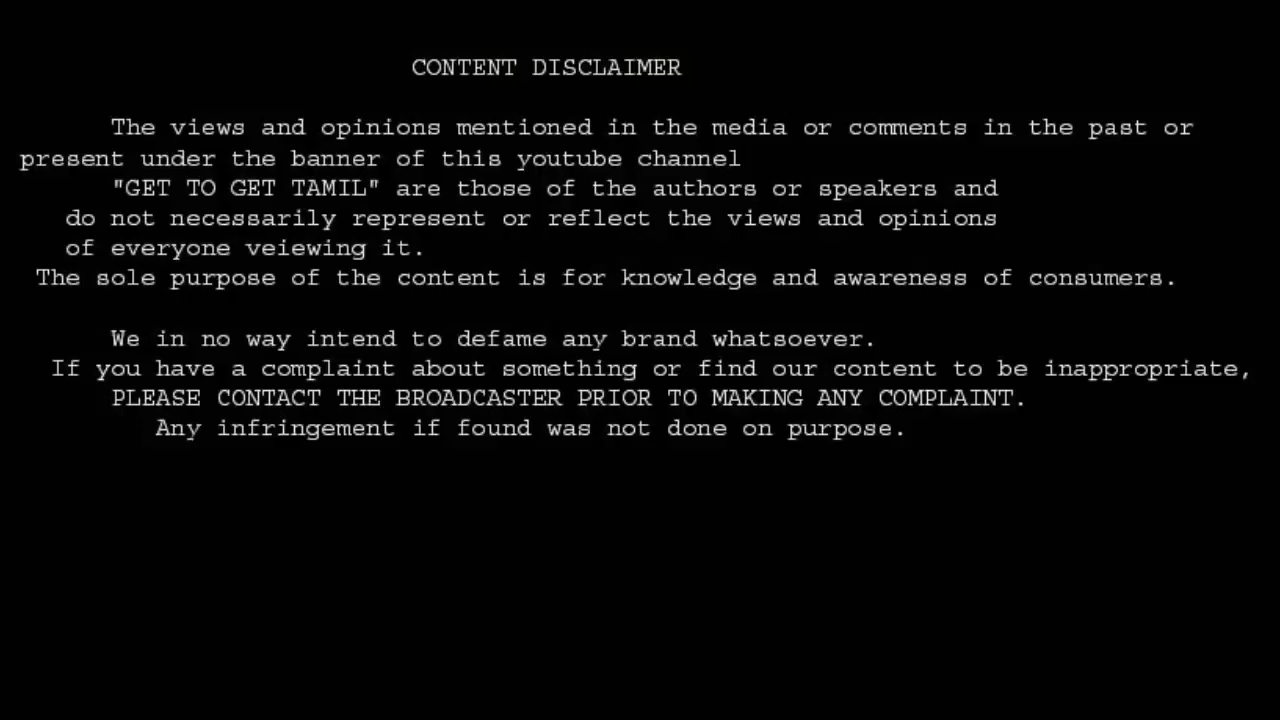 CONTENT DISCLAIMER
The views and opinions mentioned in the media or comments in the past or
present under the banner of this youtube channel
"GET TO GET TAMIL" are those of the authors or speakers and
do not necessarily represent or reflect the views and opinions
of everyone veiewing it.
The sole purpose of the content is for knowledge and awareness of consumers.
We in no way intend to defame any brand whatsoever.
If you have a complaint about something or find our content to be inappropriate,
PLEASE CONTACT THE BROADCASTER PRIOR TO MAKING ANY COMPLAINT.
Any infringement if found was not done on purpose.